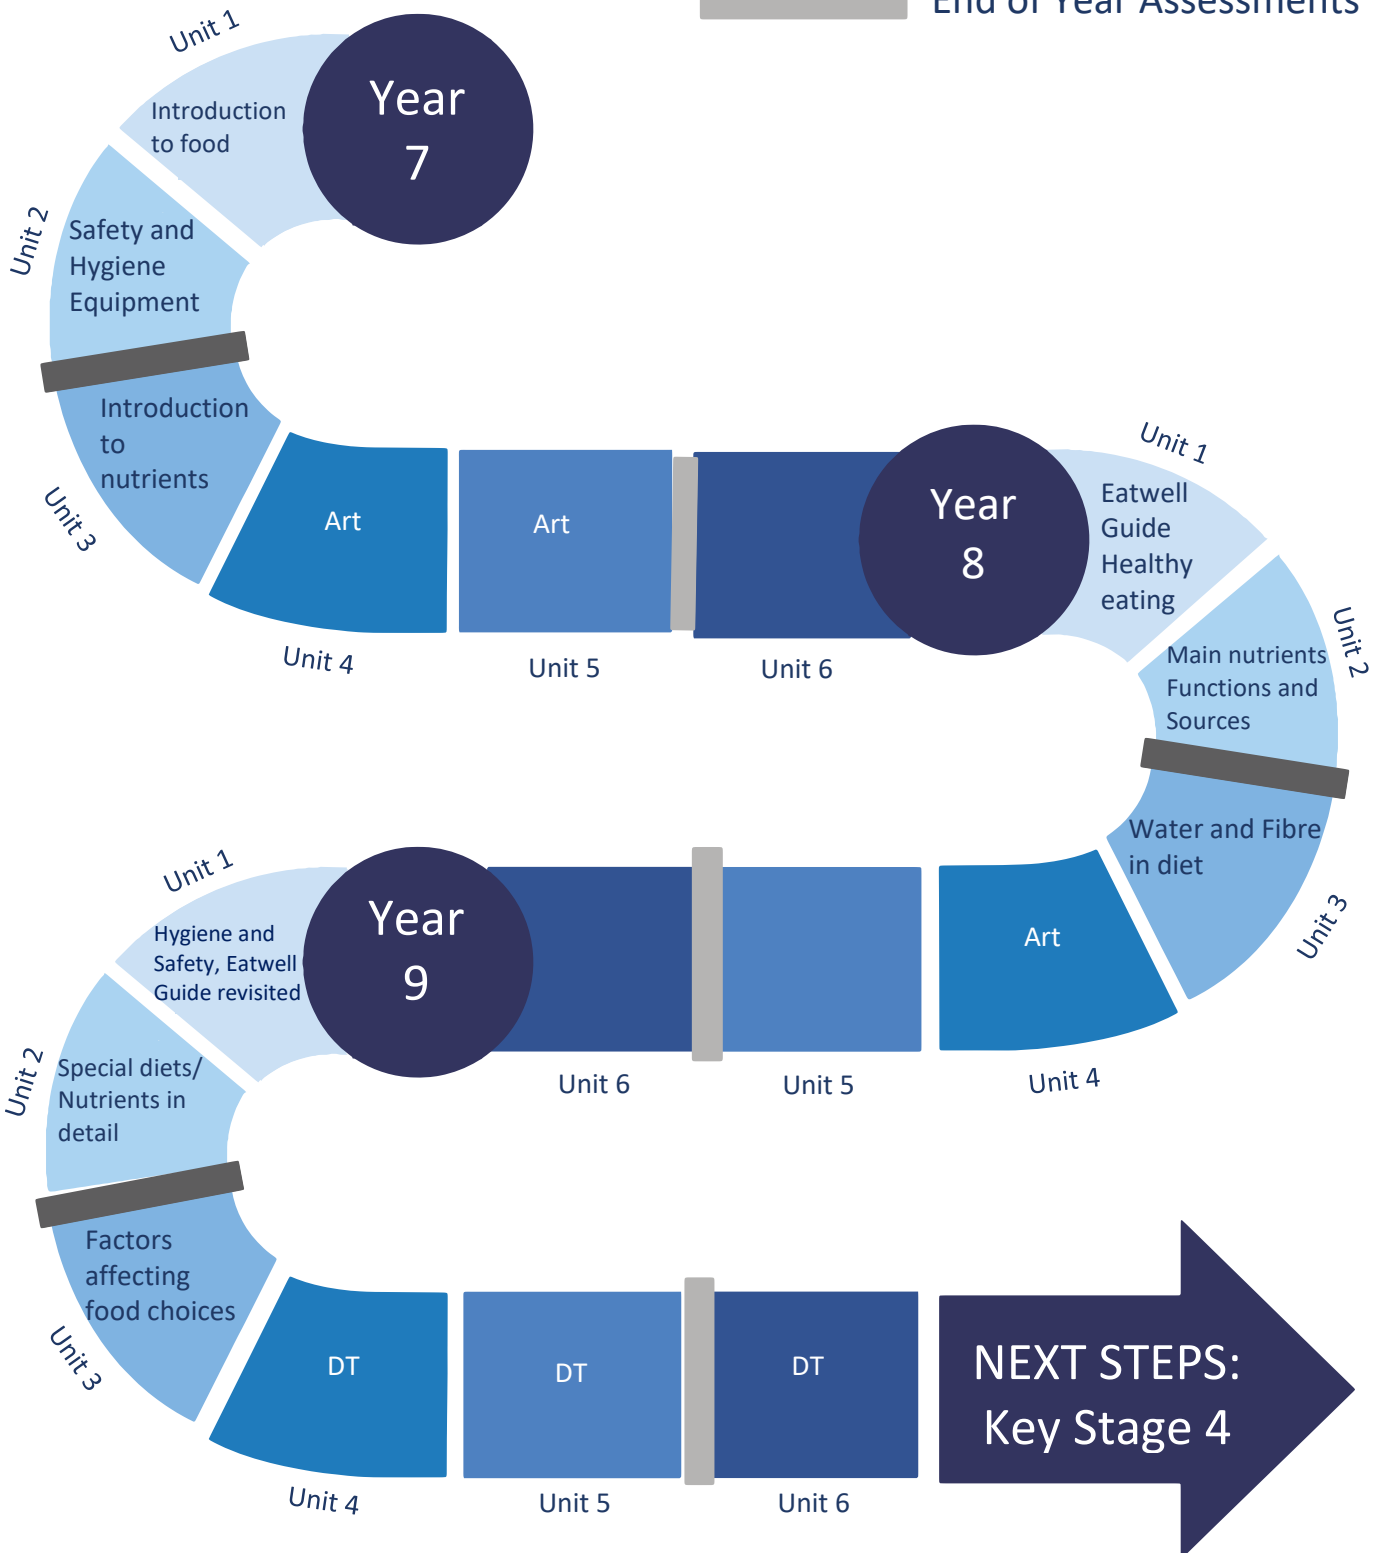 End of Year Assessments
Unit 1
Year
7
Introduction
to food
Unit 2
Safety and
Hygiene
Equipment
Introduction
to
nutrients
Unit 3
Art
Unit 4
Art
Unit 5
Unit 6
Year
8
Unit 1
Eatwell
Guide
Healthy
eating
Unit 2
Main nutrients
Functions and
Sources
Water and Fibre
in diet
Unit 3
Art
Unit 4
Unit 5
Unit 6
Year
9
Unit 1
Hygiene and
Safety, Eatwell
Guide revisited
Unit 2
Special diets/
Nutrients in
detail
Factors
affecting
food choices
Unit 3
DT
Unit 4
DT
Unit 5
DT
Unit 6
NEXT STEPS:
Key Stage 4